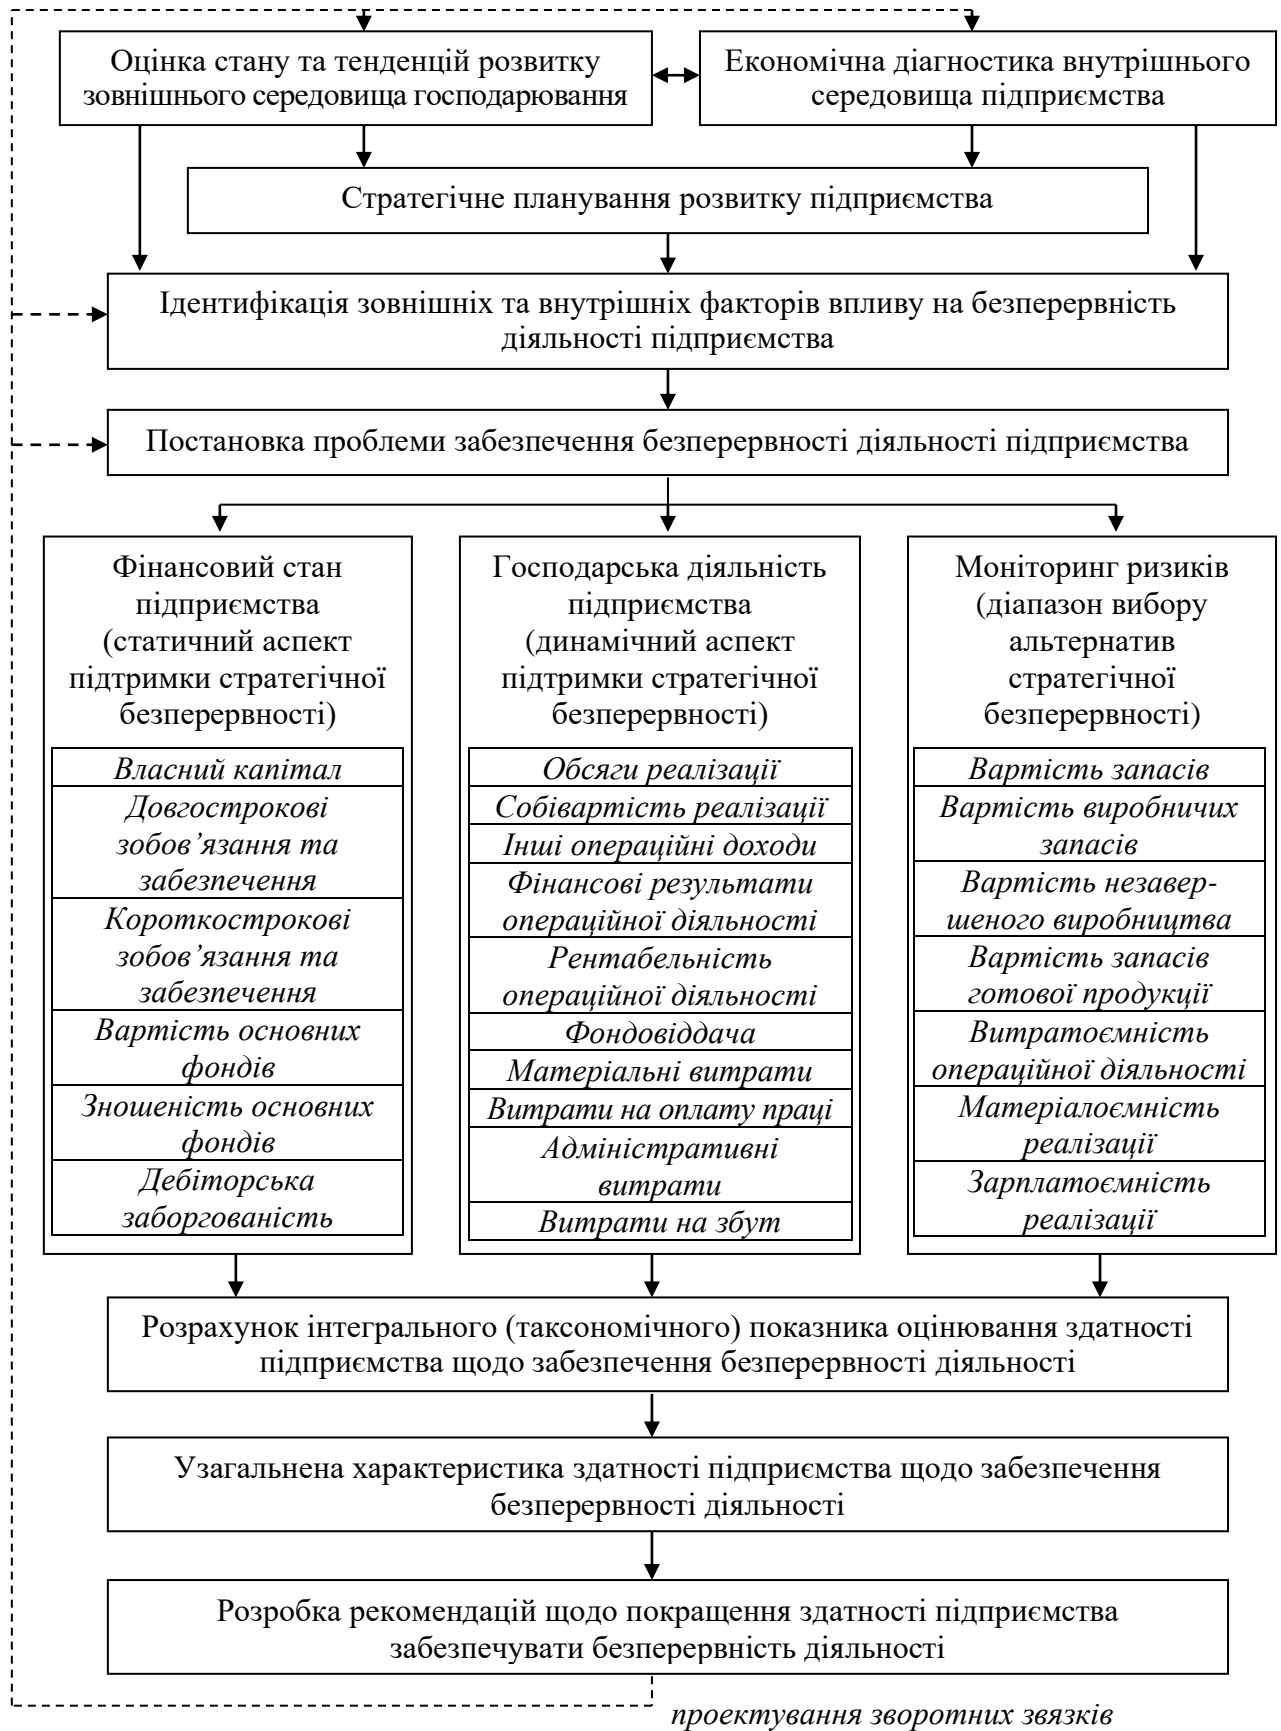 Оцінка стану та тенденцій розвитку
зовнішнього середовища господарювання
Економічна діагностика внутрішнього
середовища підприємства
Стратегічне планування розвитку підприємства
Ідентифікація зовнішніх та внутрішніх факторів впливу на безперервність
діяльності підприємства
Постановка проблеми забезпечення безперервності діяльності підприємства
Фінансовий стан
підприємства
(статичний аспект
підтримки стратегічної
безперервності)
Власний капітал
Довгострокові
зобов’язання та
забезпечення
Короткострокові
зобов’язання та
забезпечення
Вартість основних
фондів
Зношеність основних
фондів
Дебіторська
заборгованість
Господарська діяльність
підприємства
(динамічний аспект
підтримки стратегічної
безперервності)
Обсяги реалізації
Собівартість реалізації
Інші операційні доходи
Фінансові результати
операційної діяльності
Рентабельність
операційної діяльності
Фондовіддача
Матеріальні витрати
Витрати на оплату праці
Адміністративні
витрати
Витрати на збут
Моніторинг ризиків
(діапазон вибору
альтернатив
стратегічної
безперервності)
Вартість запасів
Вартість виробничих
запасів
Вартість незавер-
шеного виробництва
Вартість запасів
готової продукції
Витратоємність
операційної діяльності
Матеріалоємність
реалізації
Зарплатоємність
реалізації
Розрахунок інтегрального (таксономічного) показника оцінювання здатності
підприємства щодо забезпечення безперервності діяльності
Узагальнена характеристика здатності підприємства щодо забезпечення
безперервності діяльності
Розробка рекомендацій щодо покращення здатності підприємства
забезпечувати безперервність діяльності
проектування зворотних звязків